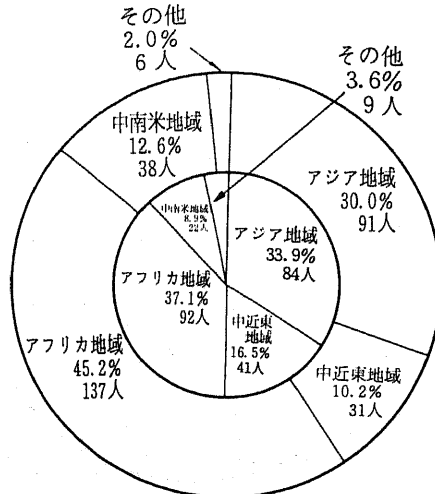 その他
2.0%
6人
その他
3.6%
9人
中南米地域
12.6%
38人
アジア地域
30.0%
91人
中南米地域
8.9%
22人
アジア地域
33.9%
84人
アフリカ地域
37.1%
92人
中近東
地域
16.5%
41人
アフリカ地域
45.2%
137人
中近東地域
10.2%
31人